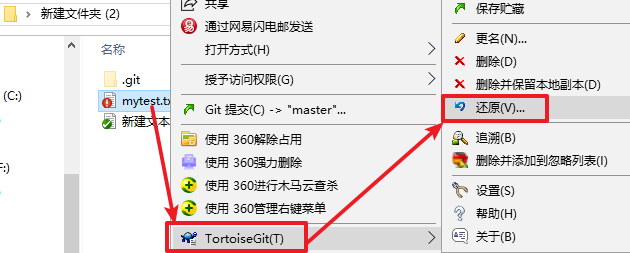 新建文件夹 (2)
名称
.git
mytest.tx
新建文本
(C:)
F:)
共享
通过网易闪电邮发送
打开方式(H)
授予访问权限(G)
Git 提交(C) -> "master"...
使用 360解除占用
使用 360强力删除
使用 360进行木马云查杀
使用 360管理右键菜单
TortoiseGit(T)
保存贮藏
更名(N)...
删除(D)
删除并保留本地副本(D)
还原(V)...
追溯(B)
删除并添加到忽略列表(I)
设置(S)
帮助(H)
关于(B)